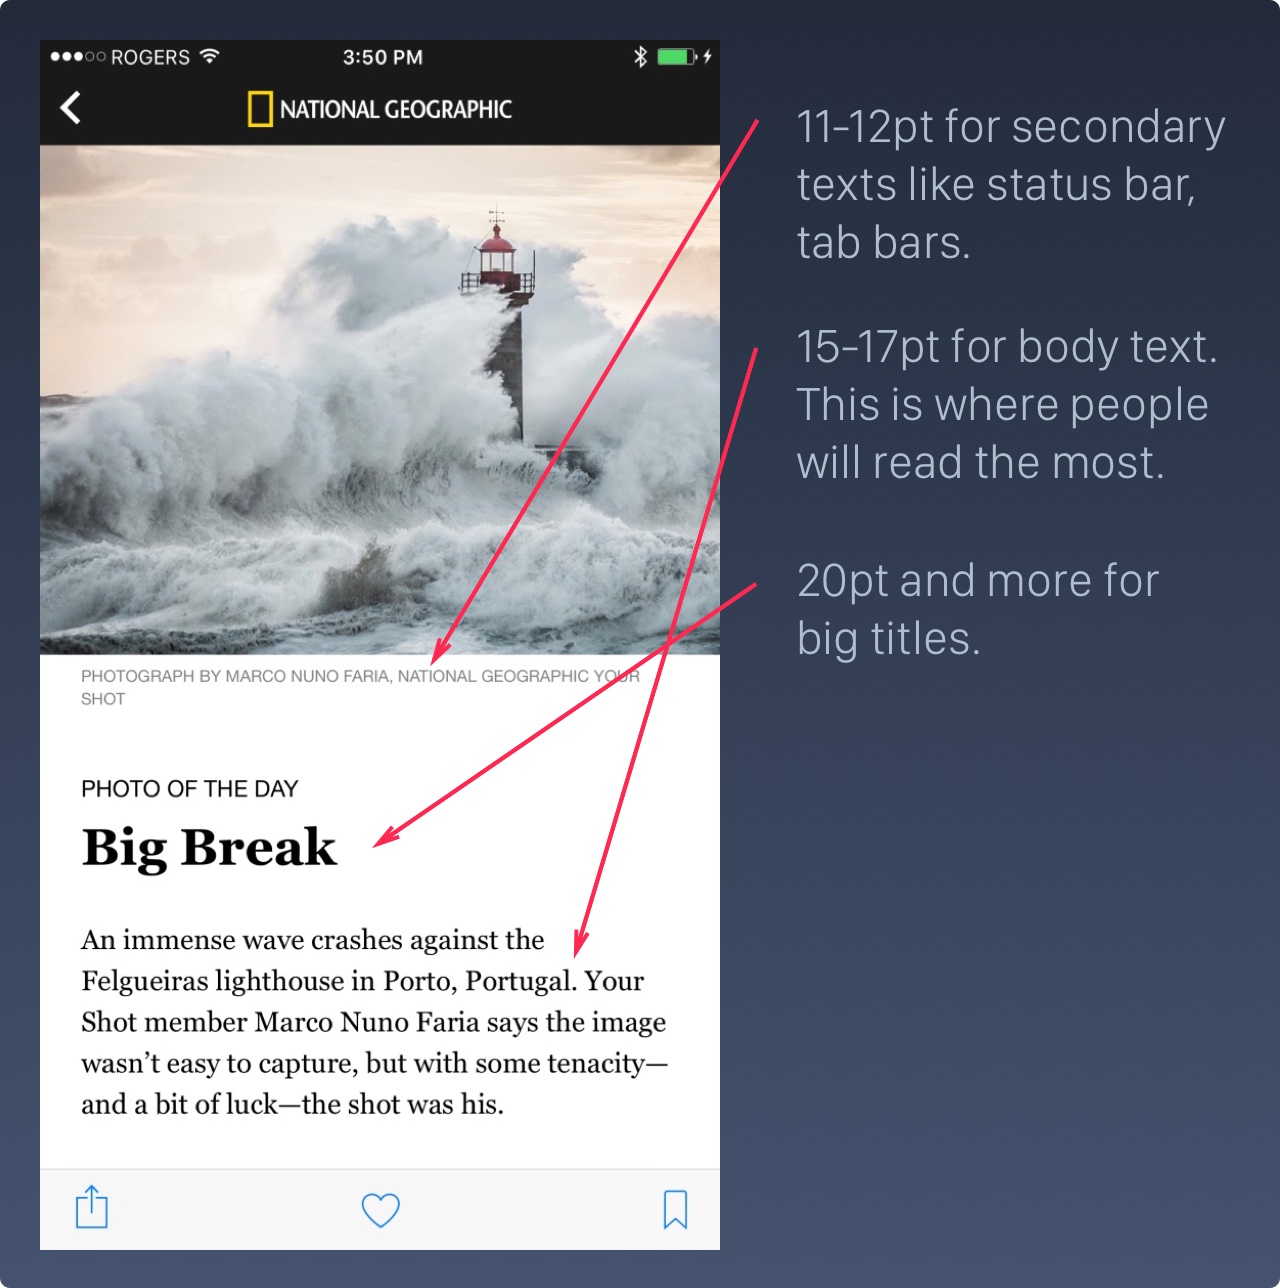 ROGERS
3:50 PM
NATIONAL GEOGRAPHIC
PHOTOGRAPH BY MARCO NUNO FARIA, NATIONAL GEOGRAPHIC YOUR
SHOT
PHOTO OF THE DAY
Big Break
An immense wave crashes against the
Felgueiras lighthouse in Porto, Portugal. Your
Shot member Marco Nuno Faria says the image
wasn’t easy to capture, but with some tenacity—
and a bit of luck—the shot was his.
11-12pt for secondary
texts like status bar,
tab bars.
15-17pt for body text.
This is where people
will read the most.
20pt and more for
big titles.